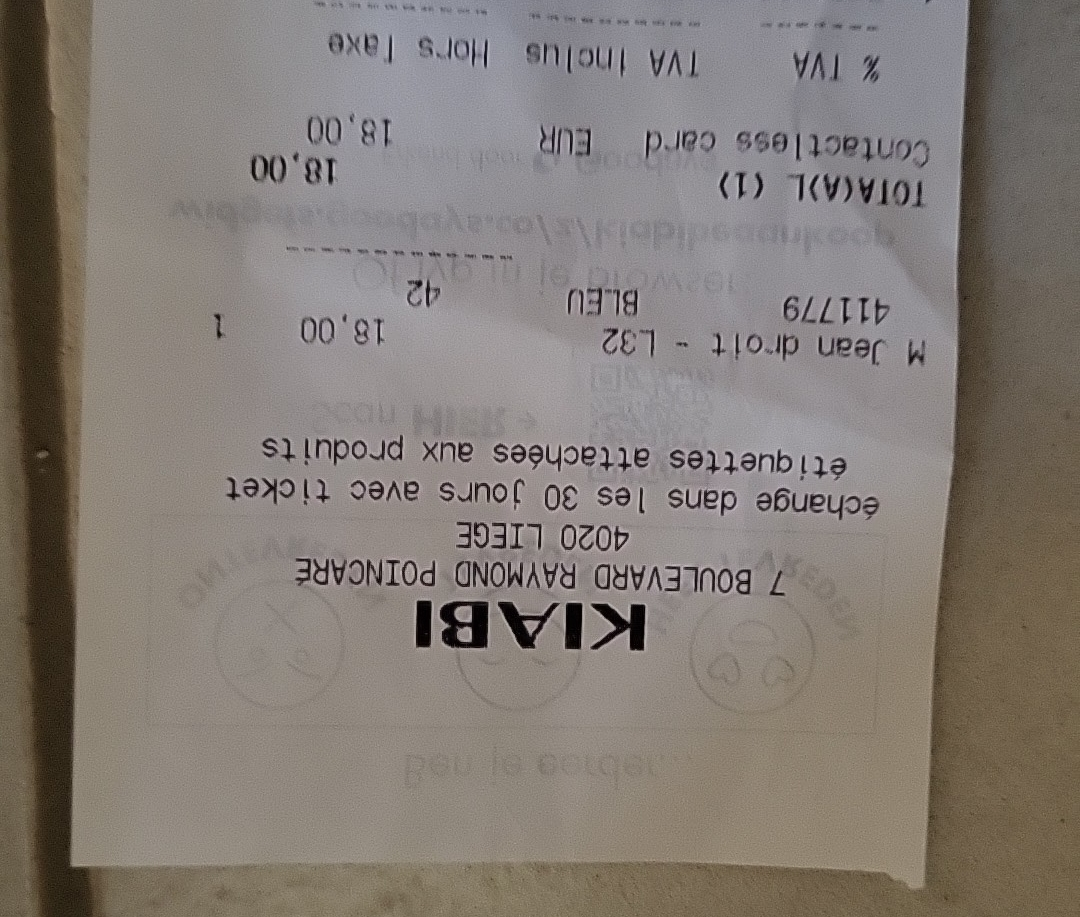 KIABI
7 BOULEVARD RAYMOND POINCARÉ
4020 LIEGE
échange dans les 30 jours avec ticket
étiquettes attachées aux produits
M Jean droit - L32 18,00 1
411779 BLEU 42
TOTA(A)L (1) 18,00
Contactless card EUR 18,00
% TVA TVA Inclus Hors Taxe